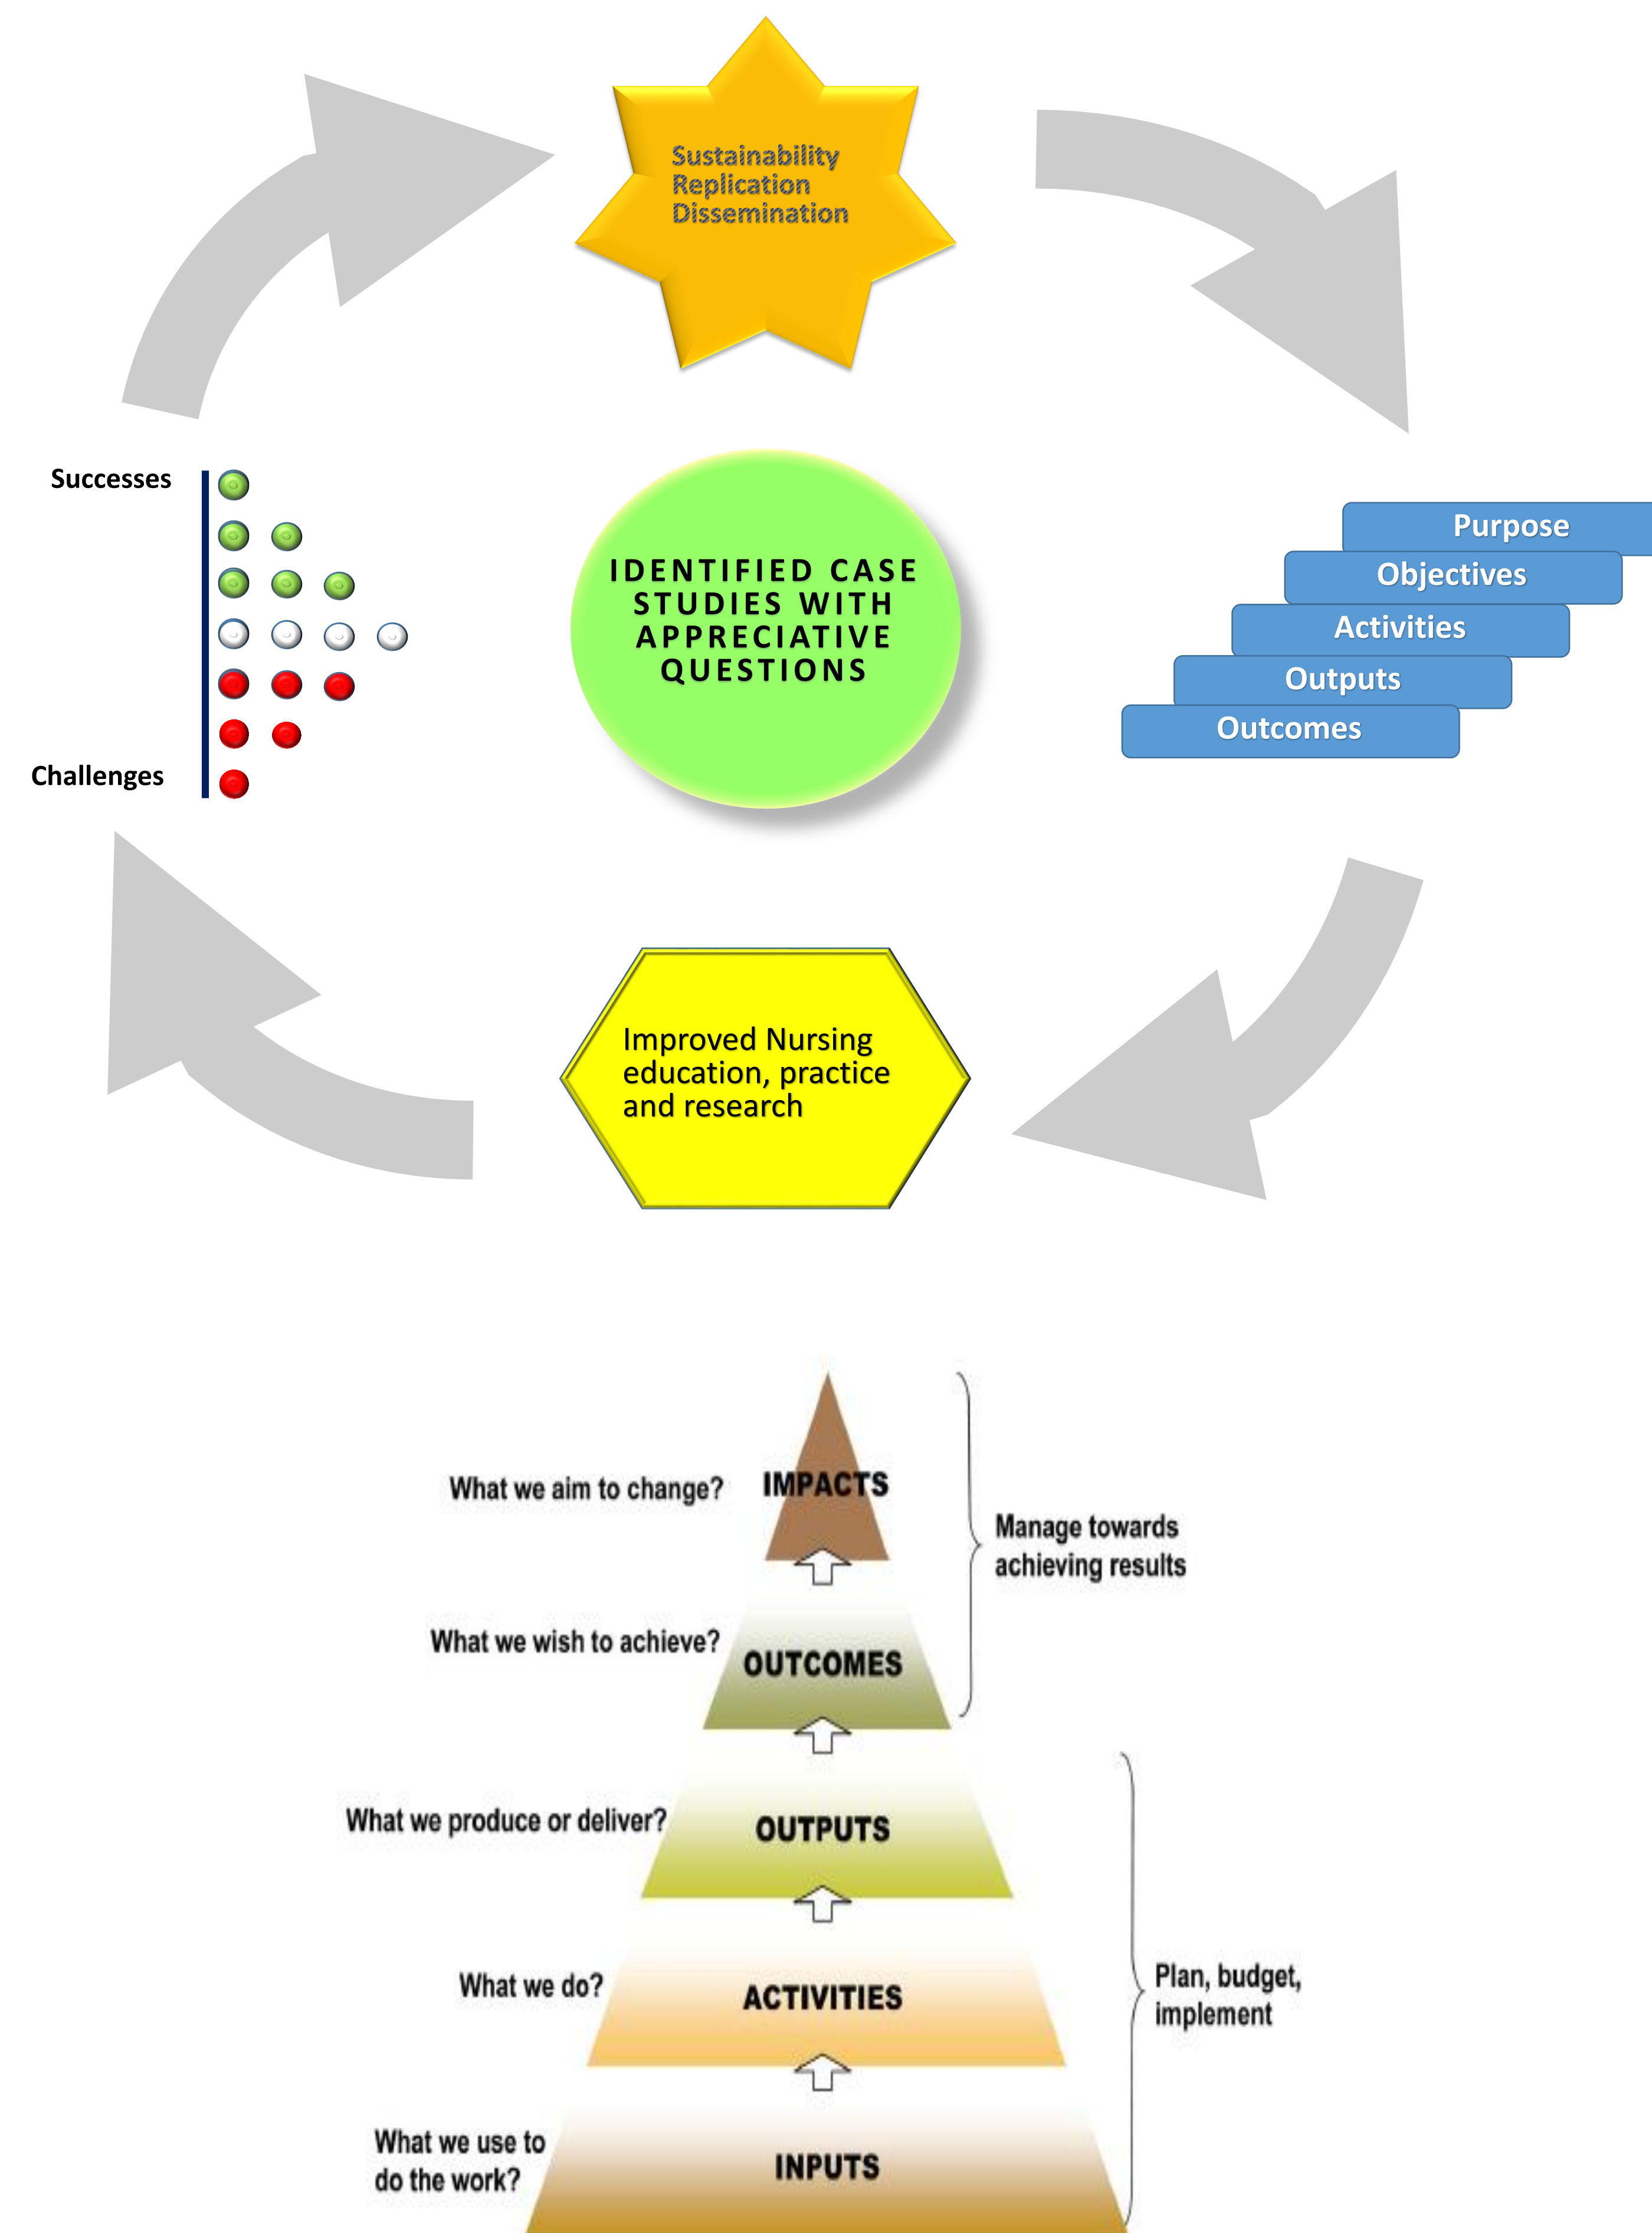 Sustainability
Replication
Dissemination
Successes
Challenges
IDENTIFIED CASE
STUDIES WITH
APPRECIATIVE
QUESTIONS
Purpose
Objectives
Activities
Outputs
Outcomes
Improved Nursing
education, practice
and research
What we aim to change?
IMPACTS
Manage towards
achieving results
What we wish to achieve?
OUTCOMES
What we produce or deliver?
OUTPUTS
What we do?
ACTIVITIES
Plan, budget,
implement
What we use to
do the work?
INPUTS